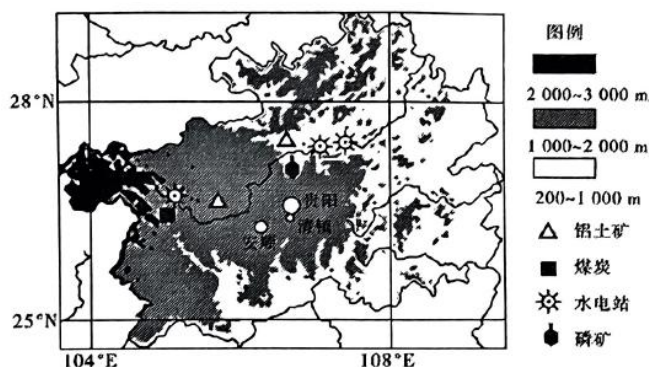 图例
2 000~3 000 m
1 000~2 000 m
200~1 000 m
铝土矿
煤炭
水电站
磷矿
28°N
25°N
104°E
108°E
贵阳
清镇
安顺